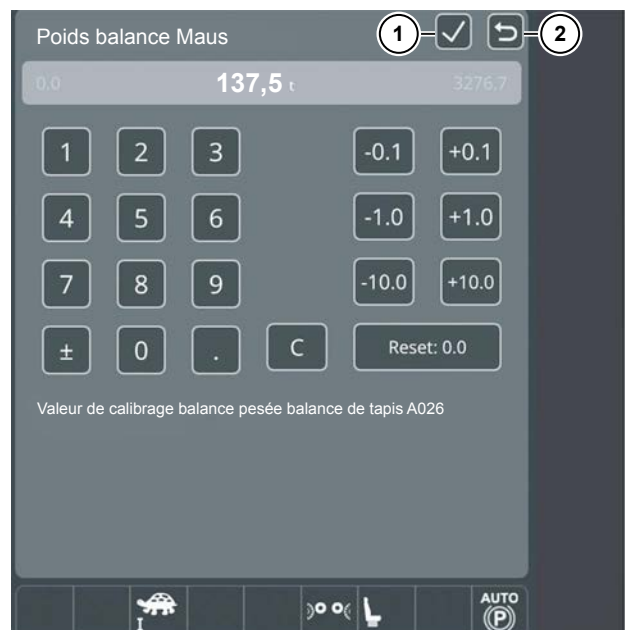 Poids balance Maus 1 2
0.0 137,5 t 3276.7
1 2 3 -0.1 +0.1
4 5 6 -1.0 +1.0
7 8 9 -10.0 +10.0
± 0 . C Reset: 0.0
Valeur de calibrage balance pesée balance de tapis A026
I AUTO
P